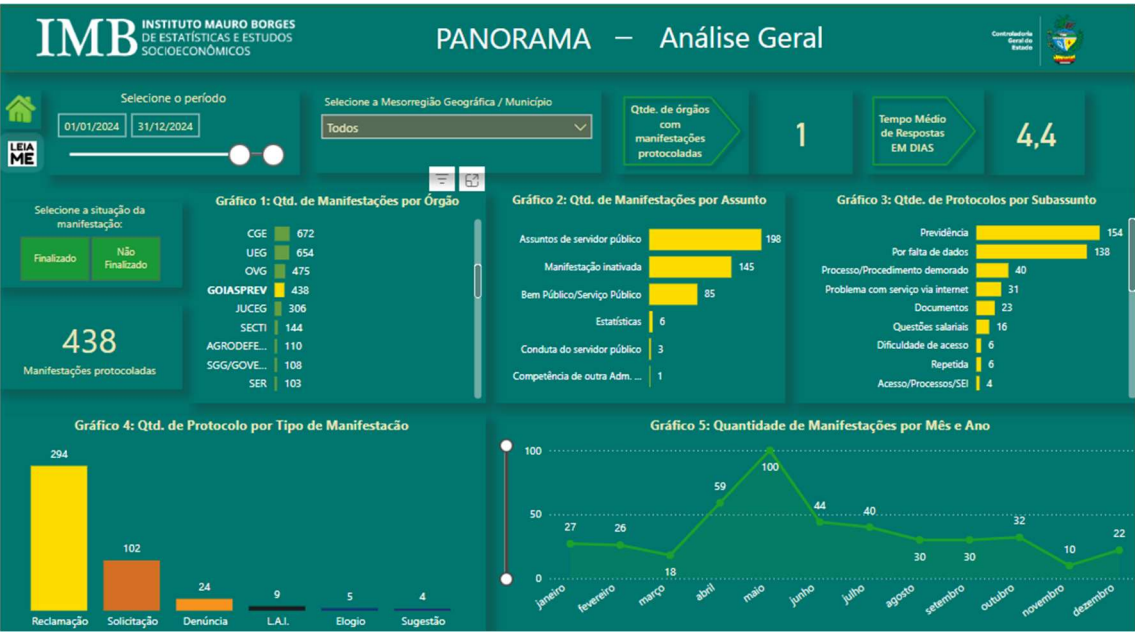 IMB
INSTITUTO MAURO BORGES
DE ESTATÍSTICAS E ESTUDOS
SOCIOECONÔMICOS
PANORAMA – Análise Geral
Controladoria
Geral do
Estado
Selecione o período
01/01/2024 31/12/2024
Selecione a Mesorregião Geográfica / Município
Todos
Qtde. de órgãos
com
manifestações
protocoladas
1
Tempo Médio
de Respostas
EM DIAS
4,4
LEIA
ME
Selecione a situação da
manifestação:
Finalizado
Não
Finalizado
438
Manifestações protocoladas
Gráfico 1: Qtd. de Manifestações por Órgão
CGE 672
UEG 654
OVG 475
GOIASPREV 438
JUCEG 306
SECTI 144
AGRODEFE... 110
SGG/GOVE... 108
SER 103
Gráfico 2: Qtd. de Manifestações por Assunto
Assuntos de servidor público 198
Manifestação inativada 145
Bem Público/Serviço Público 85
Estatísticas 6
Conduta do servidor público 3
Competência de outra Adm. ... 1
Gráfico 3: Qtde. de Protocolos por Subassunto
Previdência 154
Por falta de dados 138
Processo/Procedimento demorado 40
Problema com serviço via internet 31
Documentos 23
Questões salariais 16
Dificuldade de acesso 6
Repetida 6
Acesso/Processos/SEI 4
Gráfico 4: Qtd. de Protocolo por Tipo de Manifestacão
294
102
24
9
5
4
Reclamação Solicitação Denúncia L.A.I. Elogio Sugestão
Gráfico 5: Quantidade de Manifestações por Mês e Ano
100
50
0
27
26
18
59
100
44
40
30
30
32
10
22
janeiro fevereiro março abril maio junho julho agosto setembro outubro novembro dezembro